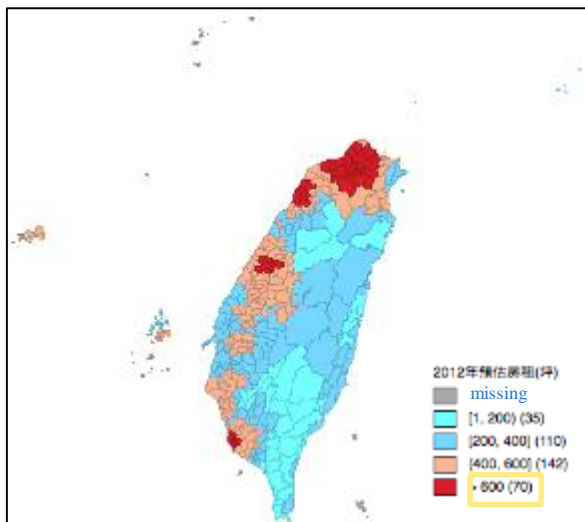 2012年預估房租(坪)
missing
[1, 200) (35)
[200, 400] (110)
(400, 600] (142)
> 600 (70)